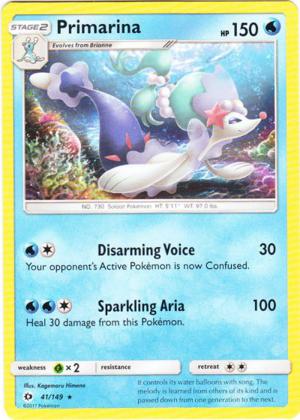 STAGE2 Primarina HP 150
Evolves from Brionne
NO. 730 Soloist Pokémon HT: 5'11" WT: 97.0 lbs.
Disarming Voice 30
Your opponent's Active Pokémon is now Confused.
Sparkling Aria 100
Heal 30 damage from this Pokémon.
weakness ×2 resistance retreat
Illus. Kagemaru Himeno
41/149 ★
©2017 Pokémon
It controls its water balloons with song. The
melody is learned from others of its kind and is
passed down from one generation to the next.